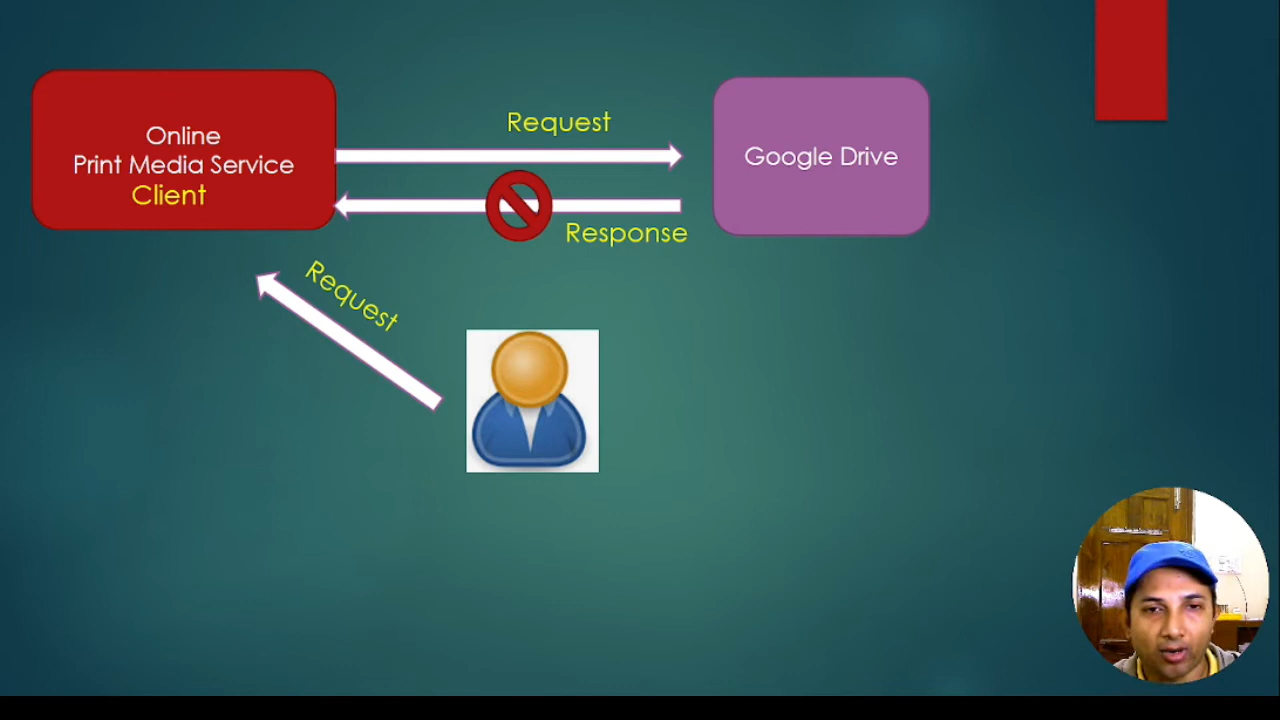 Online
Print Media Service
Client
Request
Google Drive
Response
Request